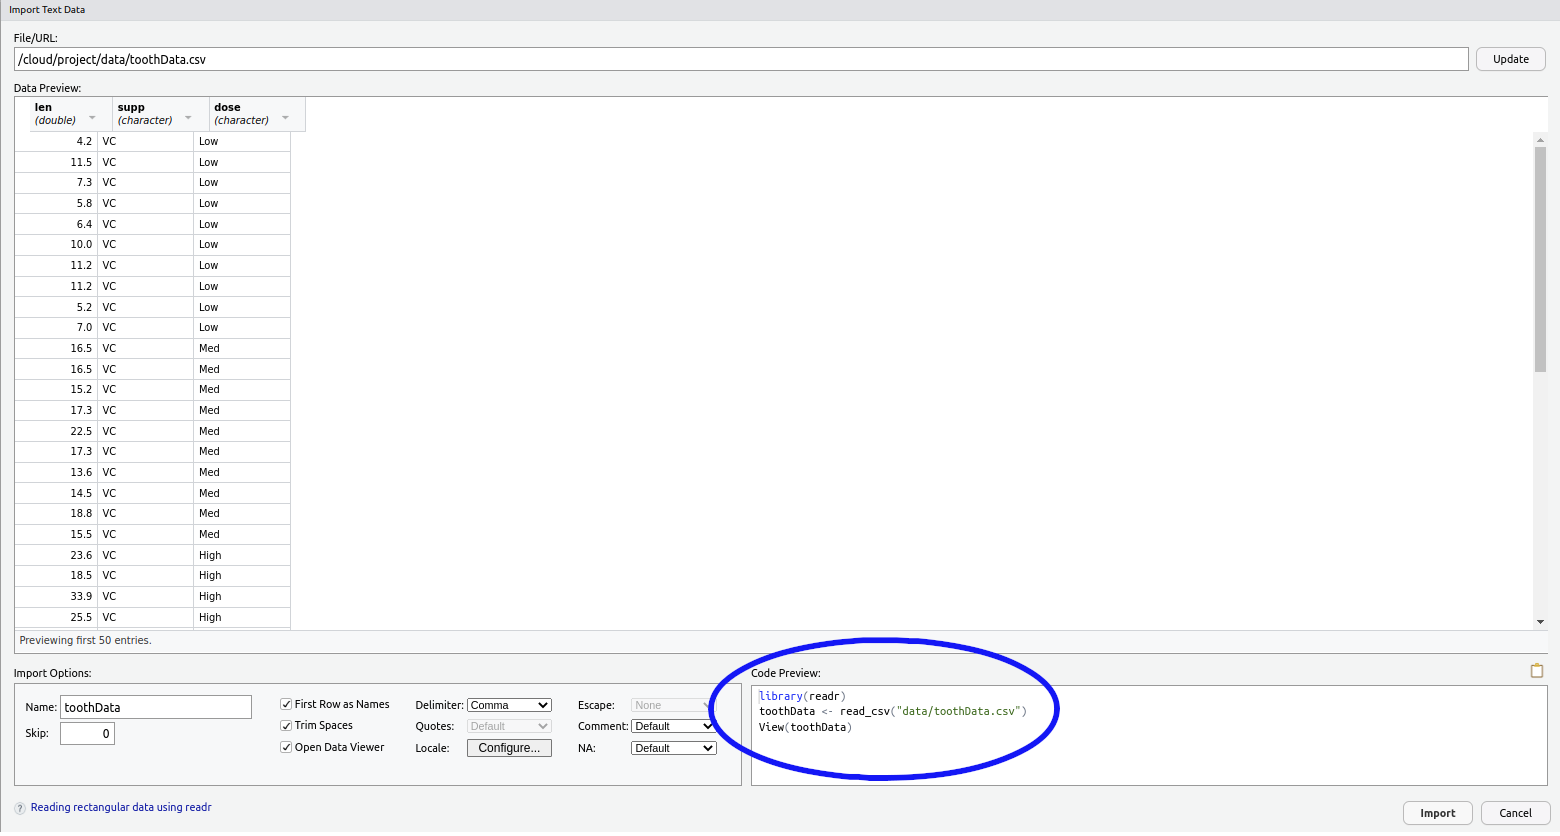 Import Text Data
File/URL:
/cloud/project/data/toothData.csv
Update
Data Preview:
len supp dose
(double) (character) (character)
4.2 VC Low
11.5 VC Low
7.3 VC Low
5.8 VC Low
6.4 VC Low
10.0 VC Low
11.2 VC Low
11.2 VC Low
5.2 VC Low
7.0 VC Low
16.5 VC Med
16.5 VC Med
15.2 VC Med
17.3 VC Med
22.5 VC Med
17.3 VC Med
13.6 VC Med
14.5 VC Med
18.8 VC Med
15.5 VC Med
23.6 VC High
18.5 VC High
33.9 VC High
25.5 VC High
Previewing first 50 entries.
Import Options:
Name: toothData
Skip: 0
First Row as Names
Trim Spaces
Open Data Viewer
Delimiter: Comma
Quotes: Default
Locale: Configure...
Escape: None
Comment: Default
NA: Default
Code Preview:
library(readr)
toothData <- read_csv("data/toothData.csv")
View(toothData)
? Reading rectangular data using readr
Import
Cancel